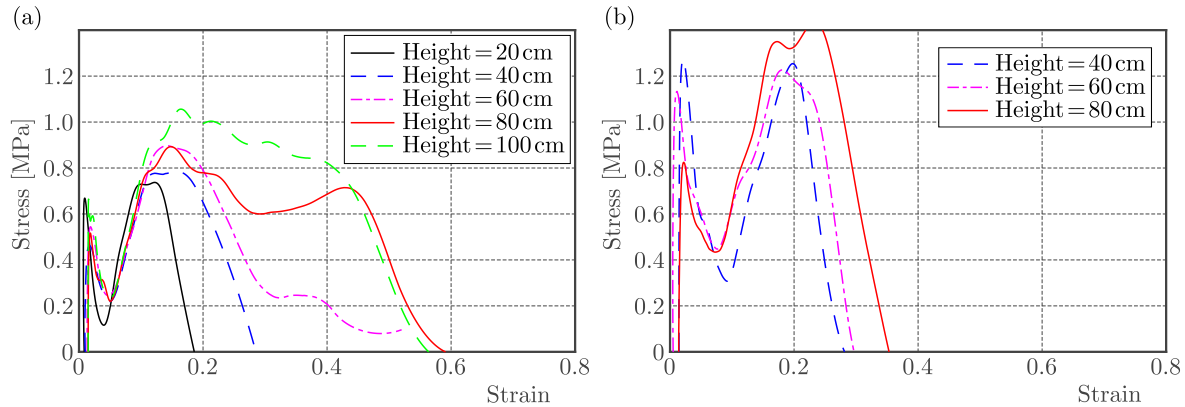 (a)
Stress [MPa]
1.2
1.0
0.8
0.6
0.4
0.2
0
0 0.2 0.4 0.6 0.8
Strain
Height = 20 cm
Height = 40 cm
Height = 60 cm
Height = 80 cm
Height = 100 cm
(b)
Stress [MPa]
1.2
1.0
0.8
0.6
0.4
0.2
0
0 0.2 0.4 0.6 0.8
Strain
Height = 40 cm
Height = 60 cm
Height = 80 cm